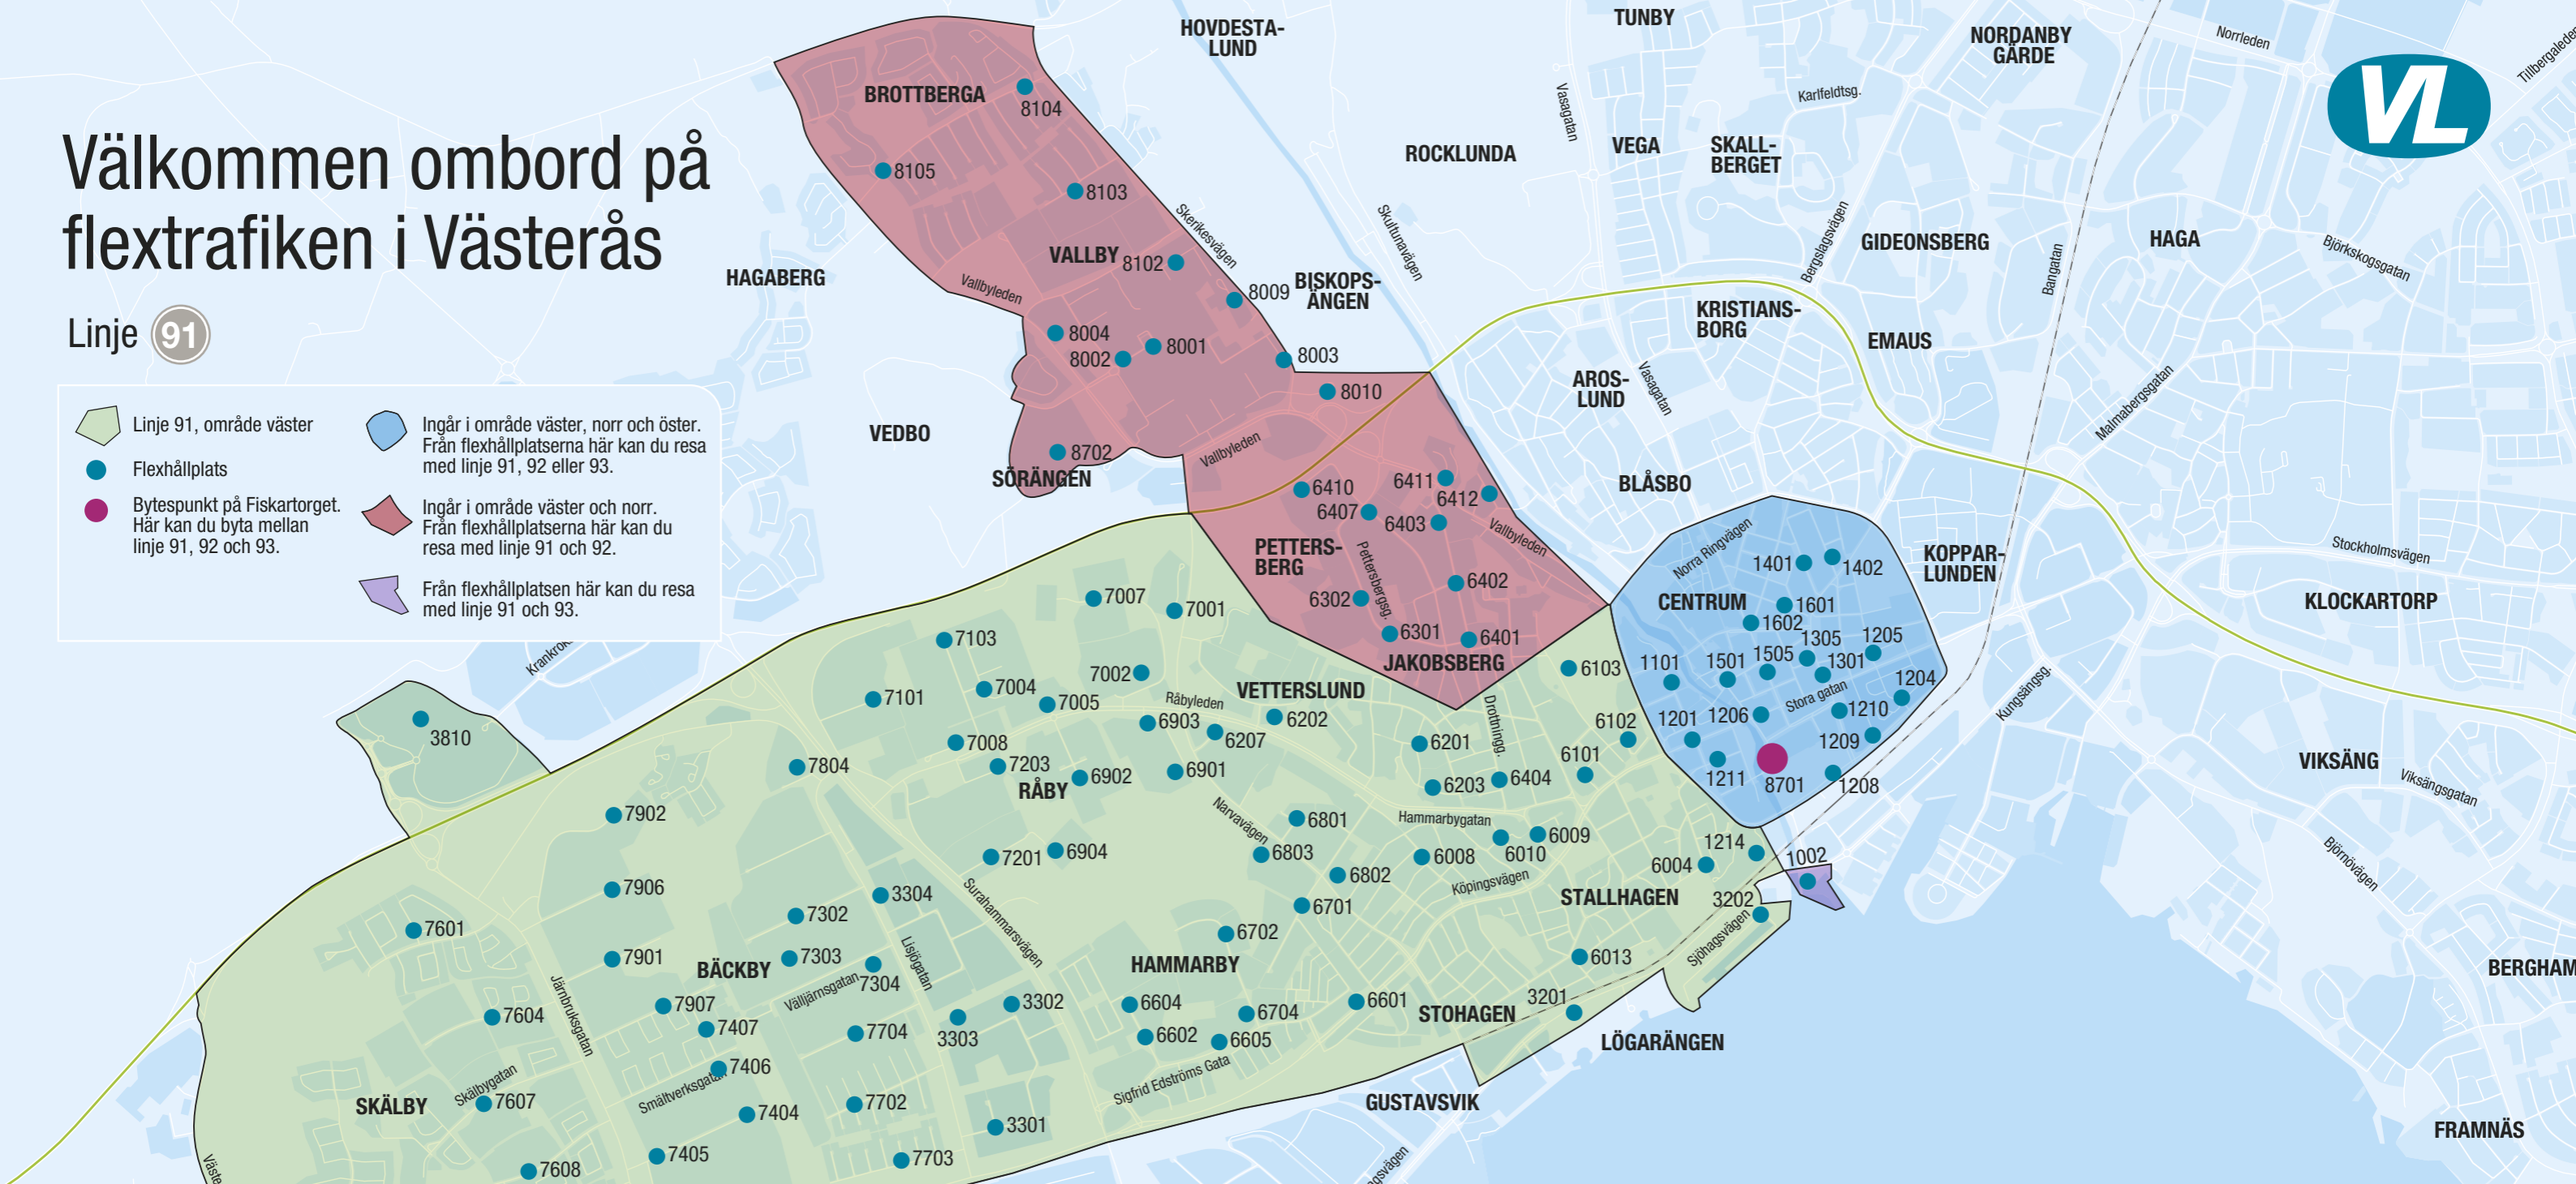 Välkommen ombord på
flextrafiken i Västerås
Linje 91
Linje 91, område väster
Flexhållplats
Bytespunkt på Fiskartorget.
Här kan du byta mellan
linje 91, 92 och 93.
Ingår i område väster, norr och öster.
Från flexhållplatserna här kan du resa
med linje 91, 92 eller 93.
Ingår i område väster och norr.
Från flexhållplatserna här kan du
resa med linje 91 och 92.
Från flexhållplatsen här kan du resa
med linje 91 och 93.
VL
HOVDESTA-
LUND
TUNBY
NORDANBY
GÄRDE
Norrleden
BROTTBERGA
8104
8105
8103
Karlfeldtsg.
Vasagatan
VEGA
SKALL-
BERGET
ROCKLUNDA
Skerikesvägen
Skultunavägen
Bergslagsvägen
GIDEONSBERG
Bangatan
HAGA
Björkskogsgatan
HAGABERG
VALLBY
8102
Vallbyleden
8009
BISKOPS-
ÄNGEN
KRISTIANS-
BORG
EMAUS
8004
8002
8001
8003
8010
AROS-
LUND
Vasagatan
Malmabergsgatan
VEDBO
8702
SÖRÄNGEN
Vallbyleden
BLÅSBO
6410
6411
6412
6407
6403
Vallbyleden
PETTERS-
BERG
Pettersbergsg.
6402
6302
6301
6401
JAKOBSBERG
Norra Ringvägen
1401
1402
KOPPAR-
LUNDEN
Stockholmsvägen
KLOCKARTORP
CENTRUM
1601
1602
1305
1205
1101
1501
1505
1301
1204
Stora gatan
1201
1206
1210
1209
1211
8701
1208
Kungsängsg.
VIKSÄNG
Viksängsgatan
Björnövägen
7007
7001
7103
7002
7004
7101
7005
Råbyleden
VETTERSLUND
6103
6903
6202
6207
Drottningg.
6102
6201
6101
7008
7203
RÅBY
6902
6901
6203
6404
3810
7804
7902
Narvavägen
6801
Hammarbygatan
6009
6010
6803
6008
7201
6904
6802
Köpingsvägen
1214
1002
6004
7906
3304
Surahammarsvägen
STALLHAGEN
3202
7302
6701
7601
6702
Sjöhagsvägen
Lisjögatan
7901
BÄCKBY
7303
7304
Välljärnsgatan
HAMMARBY
6013
BERGHAM
Järnbruksgatan
7907
7604
7407
7704
3303
3302
6604
6704
6601
3201
STOHAGEN
6602
6605
LÖGARÄNGEN
7406
Sigfrid Edströms Gata
Skälbygatan
Smältverksgatan
SKÄLBY
7607
7404
7702
3301
GUSTAVSVIK
FRAMNÄS
7405
7703
7608